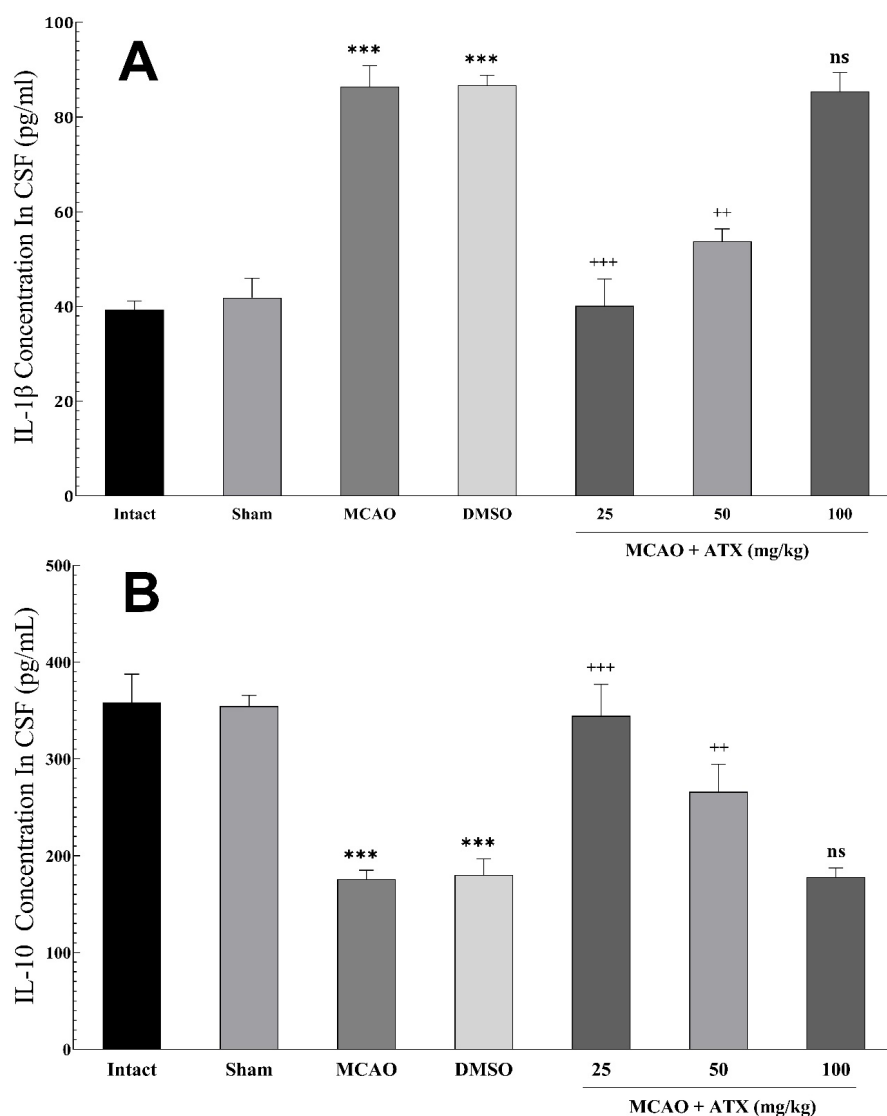 A
IL-1β Concentration In CSF (pg/ml)
100
80
60
40
20
0
*** *** +++ ++ ns
Intact Sham MCAO DMSO 25 50 100
MCAO + ATX (mg/kg)
B
IL-10 Concentration In CSF (pg/mL)
500
400
300
200
100
0
*** *** +++ ++ ns
Intact Sham MCAO DMSO 25 50 100
MCAO + ATX (mg/kg)